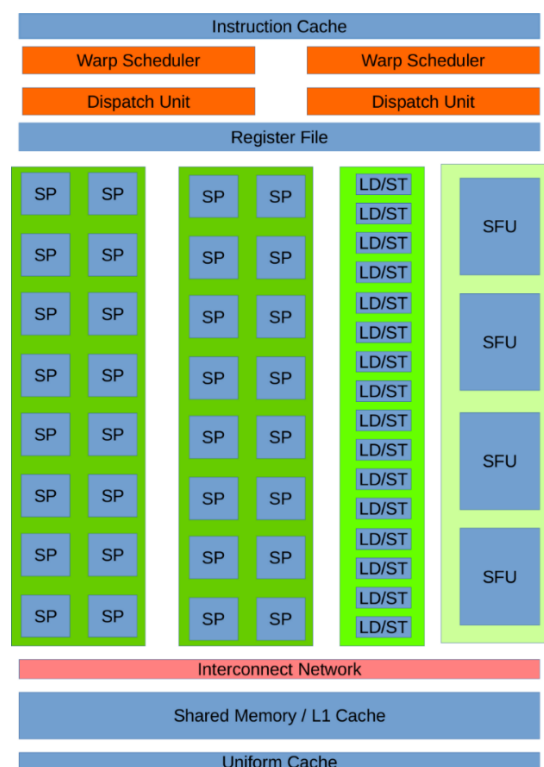 Instruction Cache
Warp Scheduler Warp Scheduler
Dispatch Unit Dispatch Unit
Register File
SP SP SP SP LD/ST SFU
LD/ST
SP SP SP SP LD/ST
LD/ST
SP SP SP SP LD/ST SFU
LD/ST
SP SP SP SP LD/ST
LD/ST
SP SP SP SP LD/ST SFU
LD/ST
SP SP SP SP LD/ST
LD/ST
SP SP SP SP LD/ST SFU
LD/ST
SP SP SP SP LD/ST
LD/ST
Interconnect Network
Shared Memory / L1 Cache
Uniform Cache